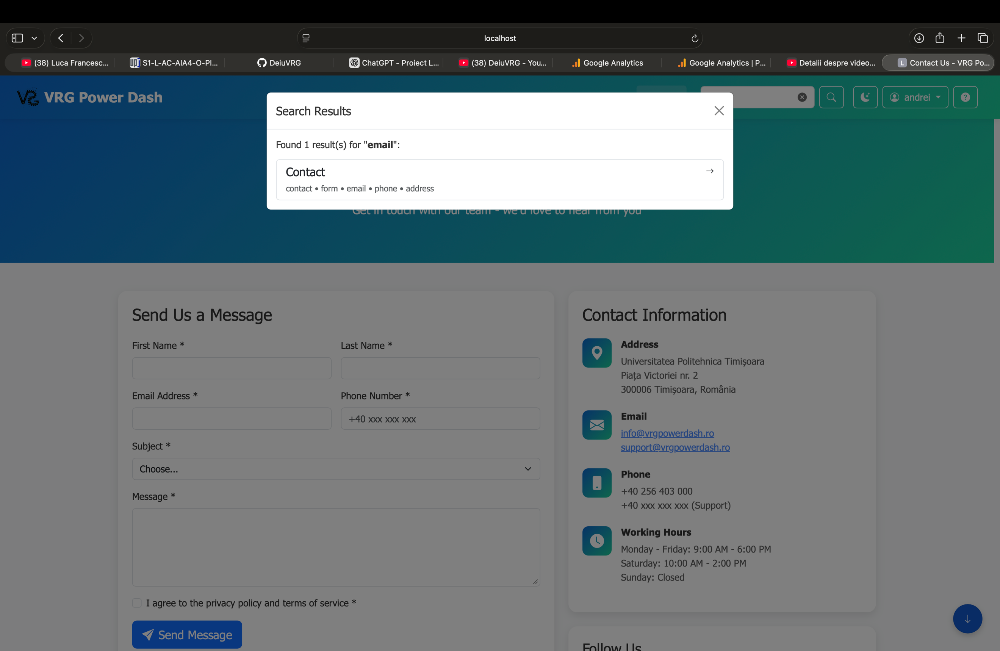 localhost
(38) Luca Francesc...
S1-L-AC-AIA4-O-PI...
DeiuVRG
ChatGPT - Proiect L...
(38) DeiuVRG - You...
Google Analytics
Google Analytics | P...
Detalii despre video...
L Contact Us - VRG Po...
VRG Power Dash
andrei
?
Search Results
Found 1 result(s) for "email":
Contact
contact • form • email • phone • address
Get in touch with our team - we'd love to hear from you
Send Us a Message
First Name *
Last Name *
Email Address *
Phone Number *
+40 xxx xxx xxx
Subject *
Choose...
Message *
I agree to the privacy policy and terms of service *
Send Message
Contact Information
Address
Universitatea Politehnica Timișoara
Piața Victoriei nr. 2
300006 Timișoara, România
Email
info@vrgpowerdash.ro
support@vrgpowerdash.ro
Phone
+40 256 403 000
+40 xxx xxx xxx (Support)
Working Hours
Monday - Friday: 9:00 AM - 6:00 PM
Saturday: 10:00 AM - 2:00 PM
Sunday: Closed
Follow Us